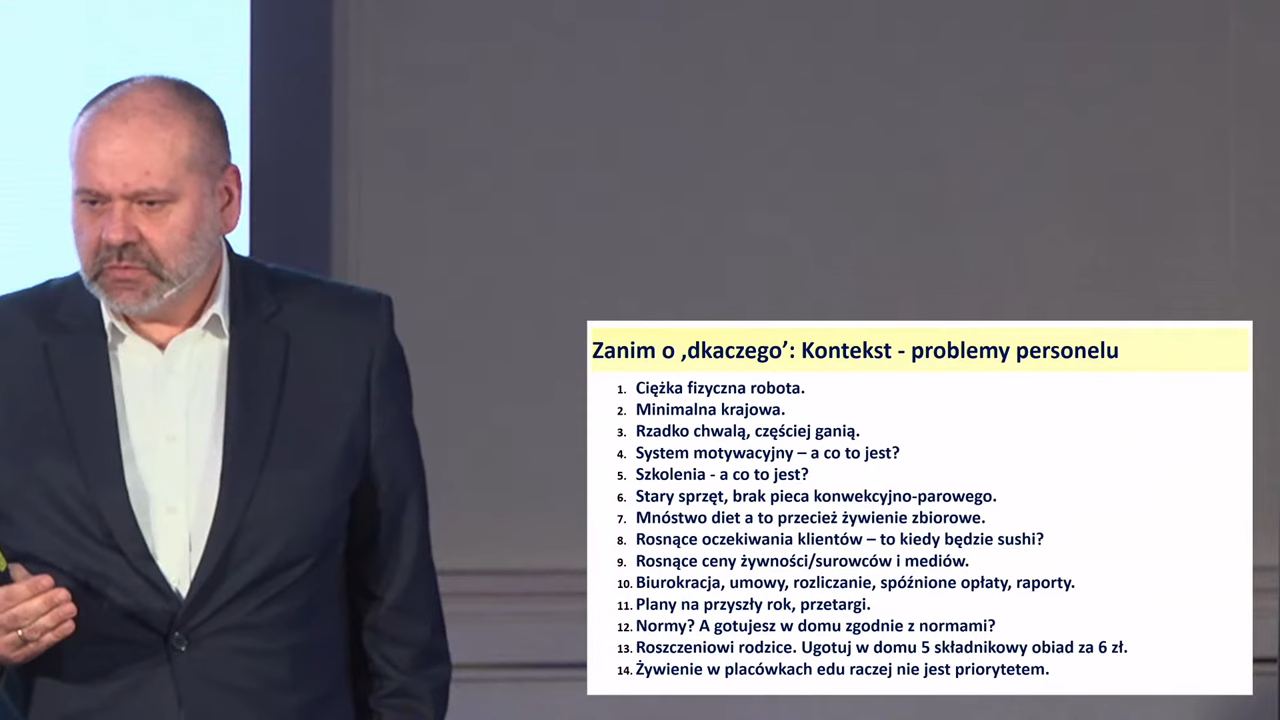 Zanim o ‚dkaczego’: Kontekst - problemy personelu
1. Ciężka fizyczna robota.
2. Minimalna krajowa.
3. Rzadko chwalą, częściej ganią.
4. System motywacyjny – a co to jest?
5. Szkolenia - a co to jest?
6. Stary sprzęt, brak pieca konwekcyjno-parowego.
7. Mnóstwo diet a to przecież żywienie zbiorowe.
8. Rosnące oczekiwania klientów – to kiedy będzie sushi?
9. Rosnące ceny żywności/surowców i mediów.
10. Biurokracja, umowy, rozliczanie, spóźnione opłaty, raporty.
11. Plany na przyszły rok, przetargi.
12. Normy? A gotujesz w domu zgodnie z normami?
13. Roszczeniowi rodzice. Ugotuj w domu 5 składnikowy obiad za 6 zł.
14. Żywienie w placówkach edu raczej nie jest priorytetem.